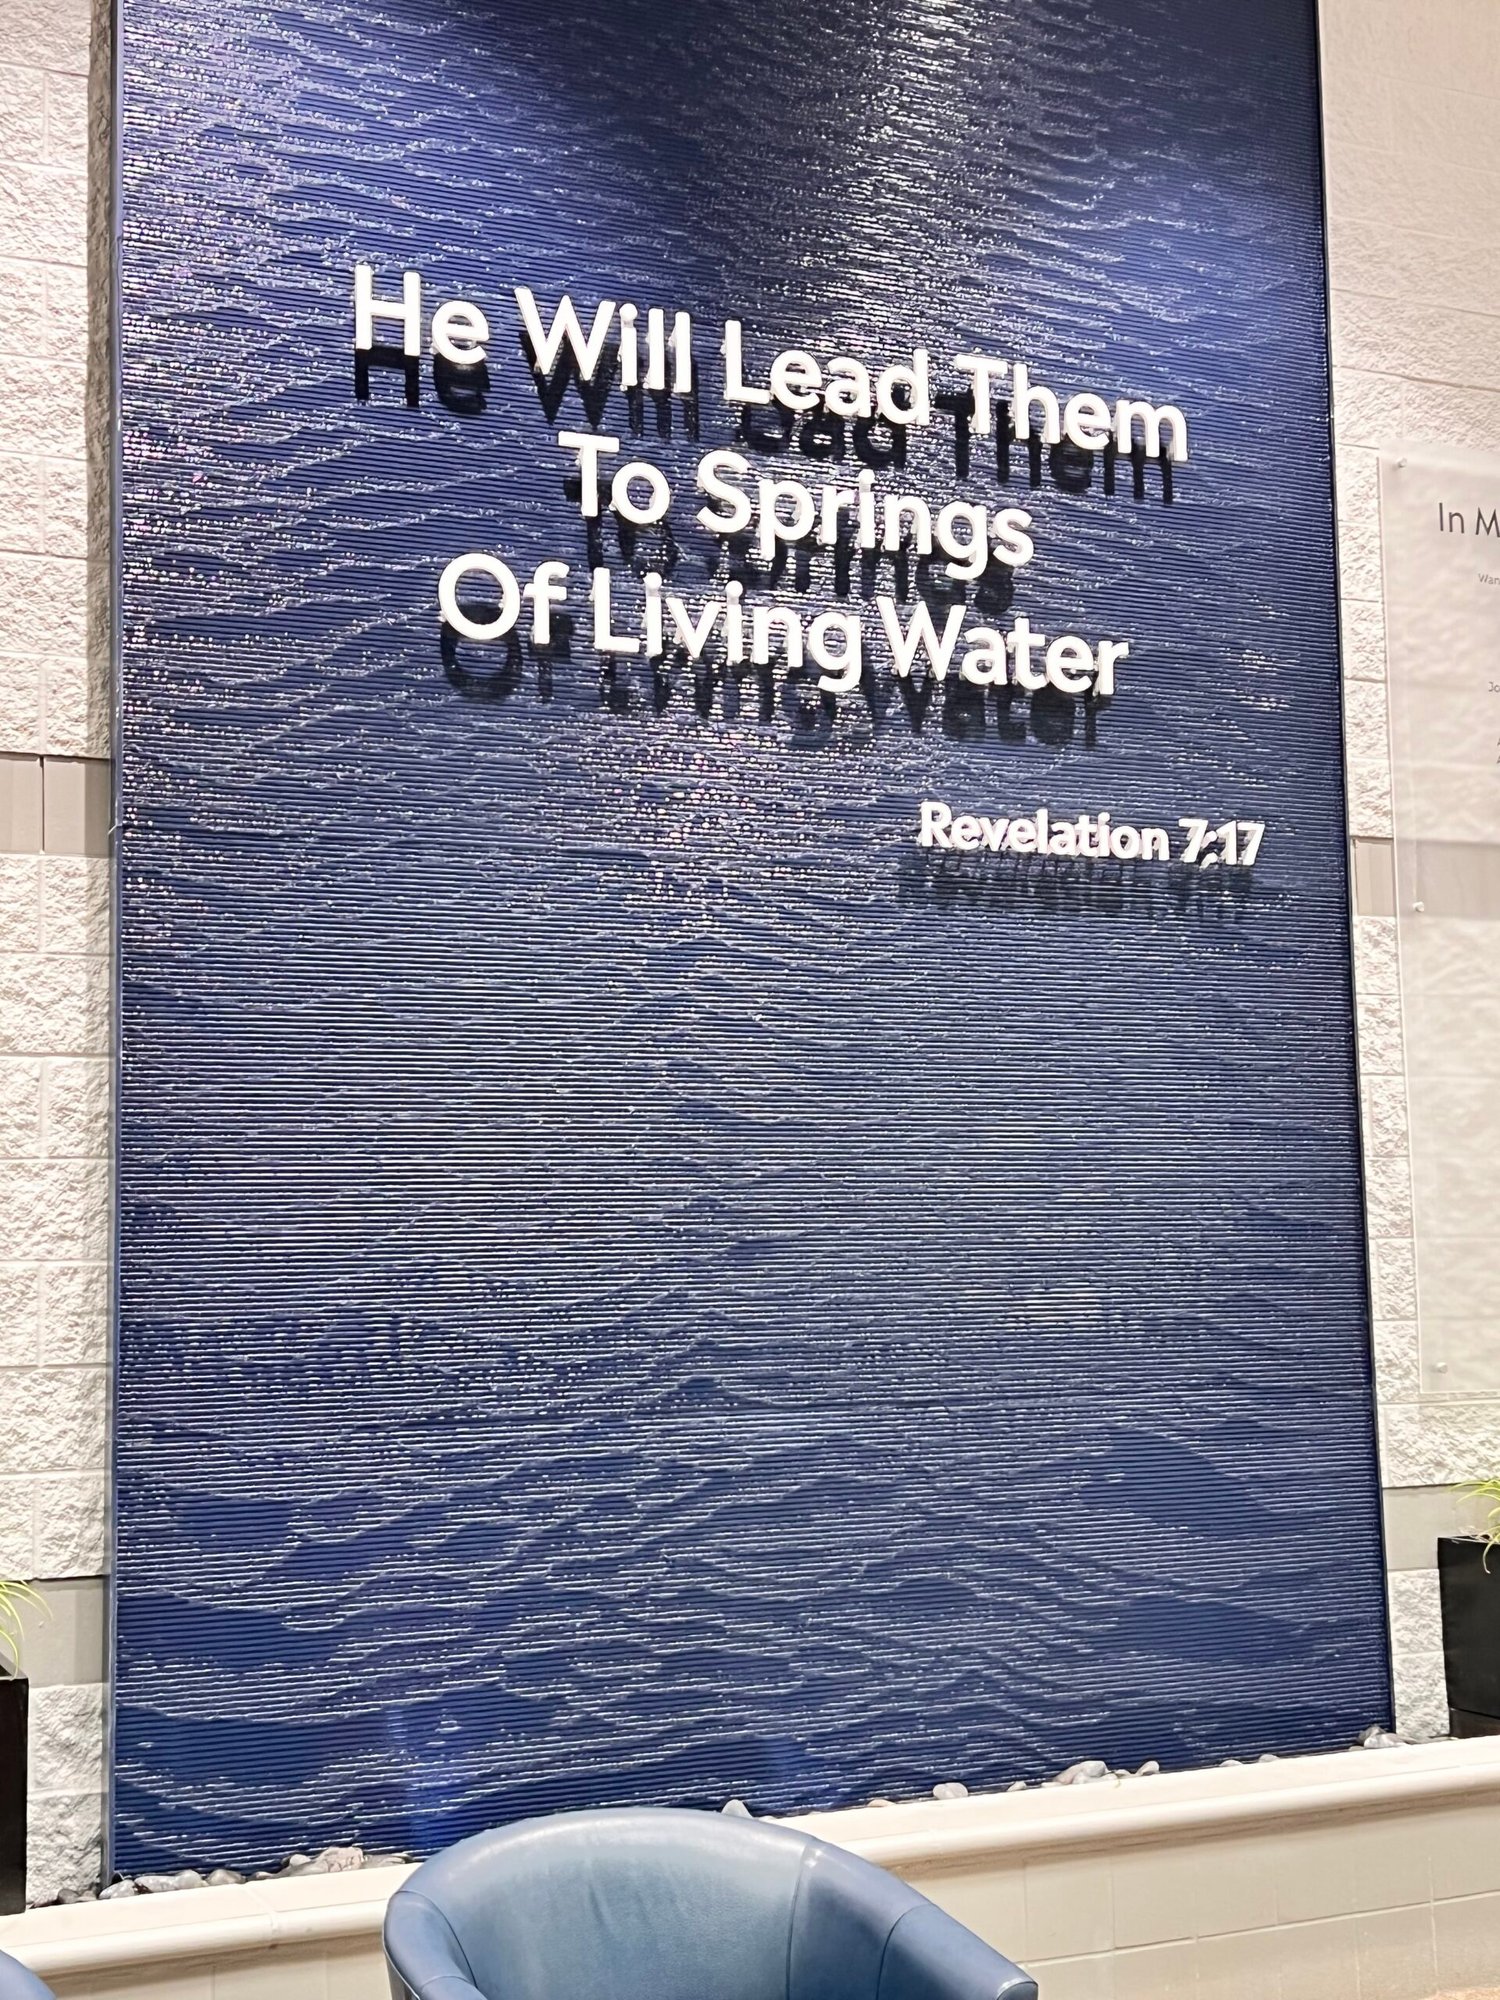 He Will Lead Them
To Springs
Of Living Water
Revelation 7:17
In M